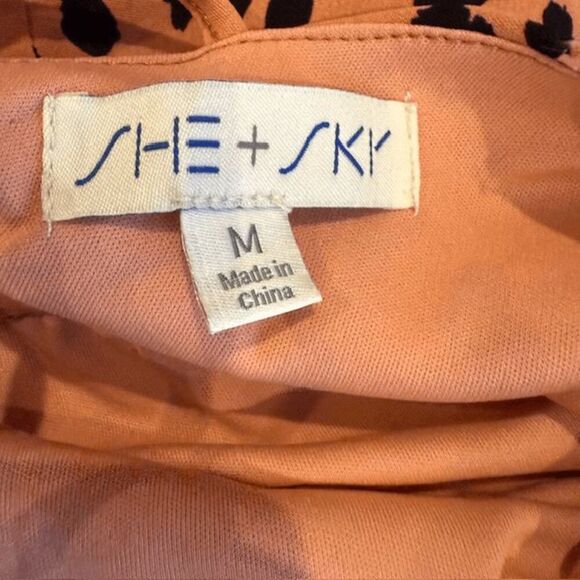 SHE + SKY
M
Made in
China